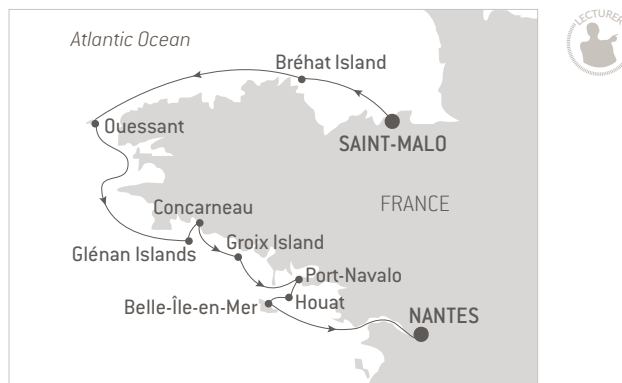 Atlantic Ocean
LECTURER
Bréhat Island
Ouessant
SAINT-MALO
FRANCE
Concarneau
Glénan Islands
Groix Island
Port-Navalo
Belle-Île-en-Mer
Houat
NANTES